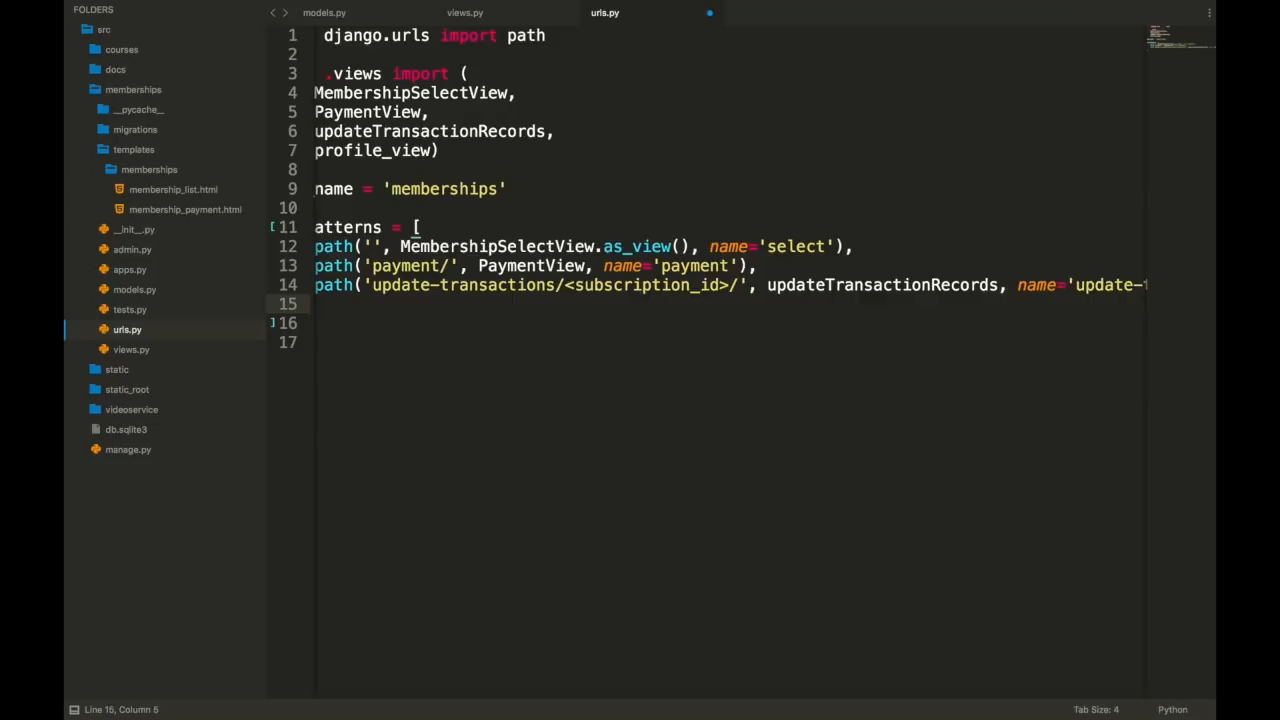 FOLDERS
src
courses
docs
memberships
__pycache__
migrations
templates
memberships
membership_list.html
membership_payment.html
__init__.py
admin.py
apps.py
models.py
tests.py
urls.py
views.py
static
static_root
videoservice
db.sqlite3
manage.py
models.py views.py urls.py
1 django.urls import path
2
3 .views import (
4 MembershipSelectView,
5 PaymentView,
6 updateTransactionRecords,
7 profile_view)
8
9 _name = 'memberships'
10
11 atterns = [
12 path('', MembershipSelectView.as_view(), name='select'),
13 path('payment/', PaymentView, name='payment'),
14 path('update-transactions/<subscription_id>/', updateTransactionRecords, name='update-t
15
]16
17
Line 15, Column 5 Tab Size: 4 Python